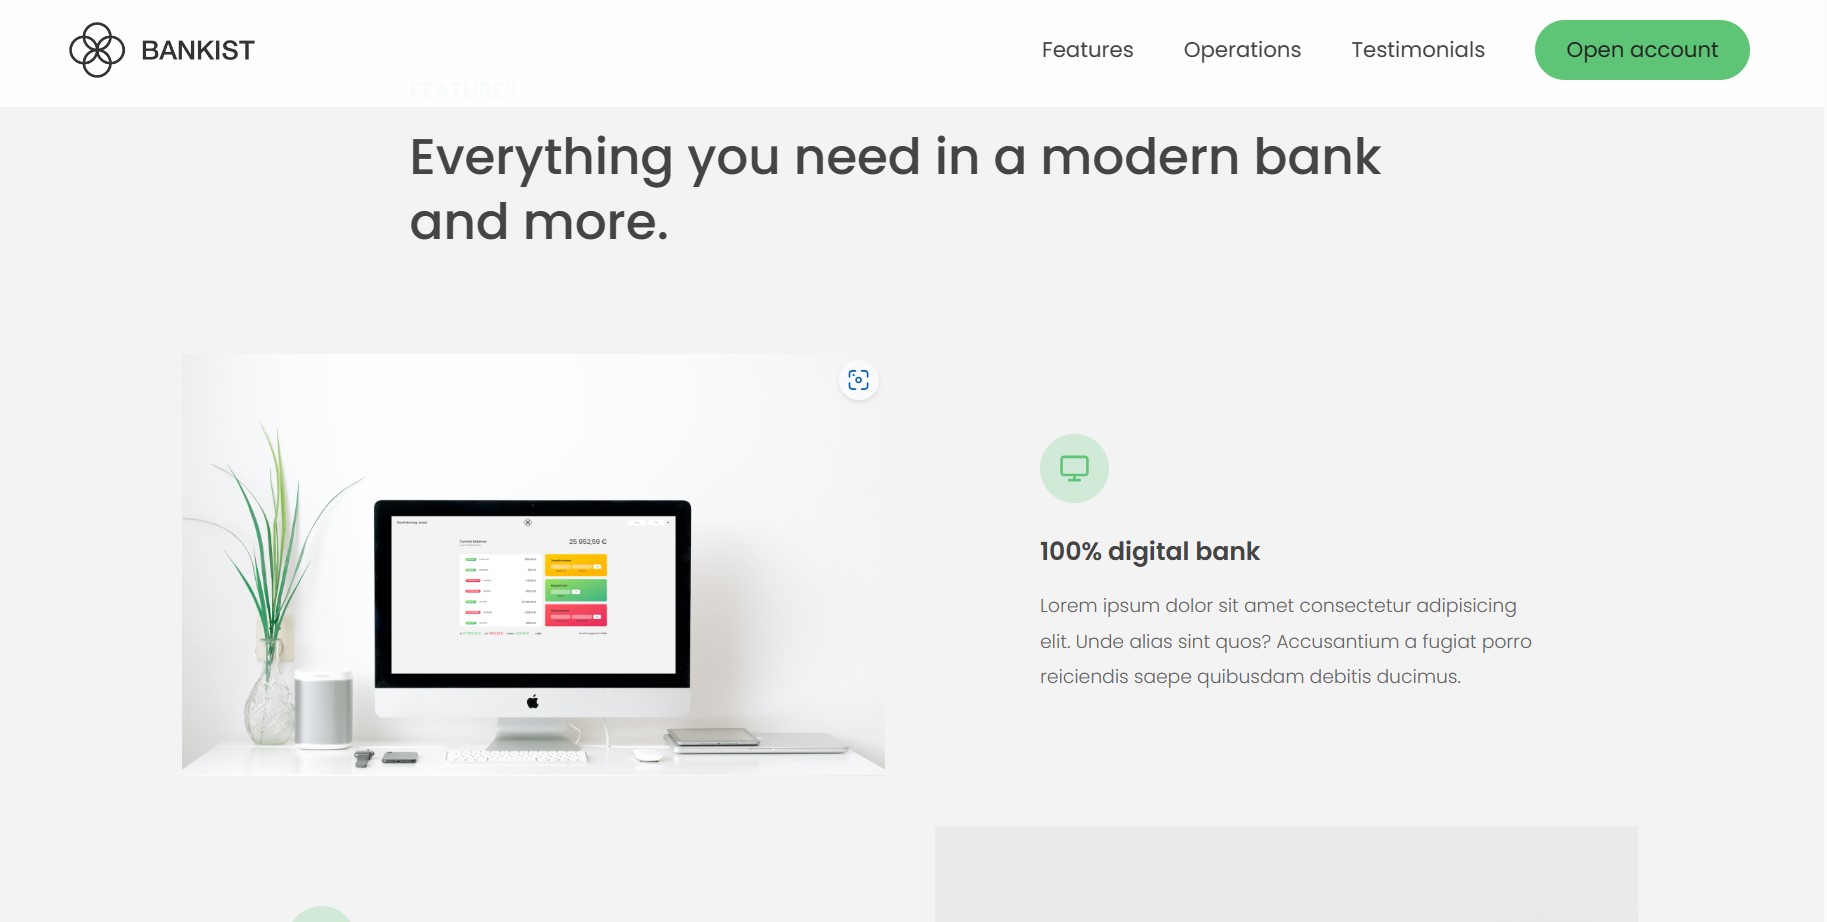 BANKIST
Features
Operations
Testimonials
Open account
FEATURES
Everything you need in a modern bank
and more.
Current balance
25 952,59 €
100% digital bank
Lorem ipsum dolor sit amet consectetur adipisicing
elit. Unde alias sint quos? Accusantium a fugiat porro
reiciendis saepe quibusdam debitis ducimus.